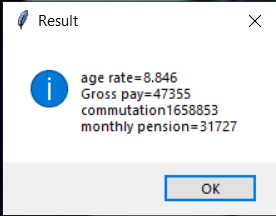 Result
age rate=8.846
Gross pay=47355
commutation1658853
monthly pension=31727
OK